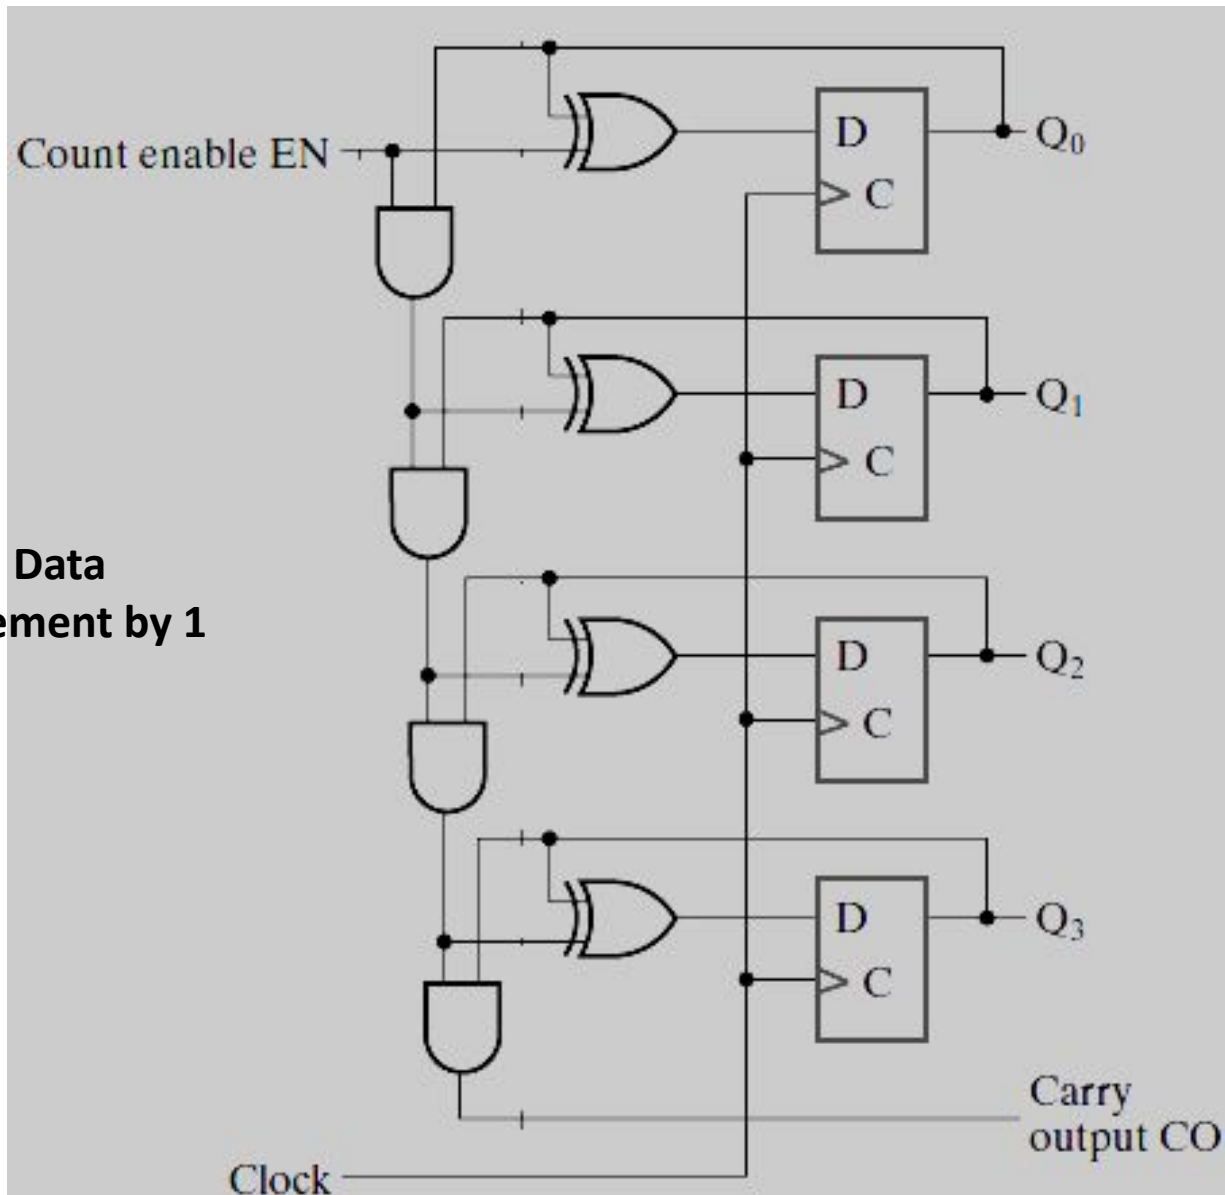 Count enable EN
D
C
Q0
D
C
Q1
Data
ement by 1
D
C
Q2
D
C
Q3
Carry
output CO
Clock